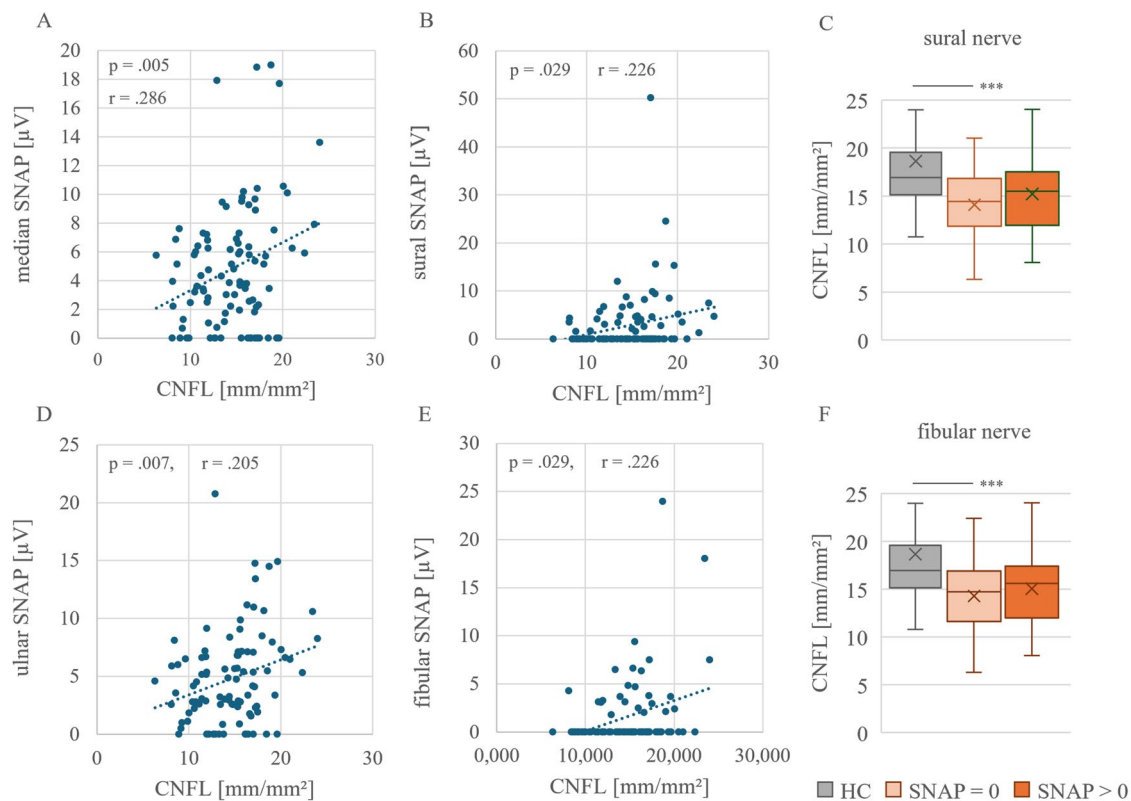 A
p = .005
r = .286
20
18
16
14
12
10
8
6
4
2
0
0
10
20
30
median SNAP [µV]
CNFL [mm/mm²]
B
p = .029
r = .226
60
50
40
30
20
10
0
0
10
20
30
sural SNAP [µV]
CNFL [mm/mm²]
C
sural nerve
***
25
20
15
10
5
0
CNFL [mm/mm²]
D
p = .007,
r = .205
25
20
15
10
5
0
0
10
20
30
ulnar SNAP [µV]
CNFL [mm/mm²]
E
p = .029,
r = .226
30
25
20
15
10
5
0
0,000
10,000
20,000
30,000
fibular SNAP [µV]
CNFL [mm/mm²]
F
fibular nerve
***
25
20
15
10
5
0
CNFL [mm/mm²]
HC
SNAP = 0
SNAP > 0